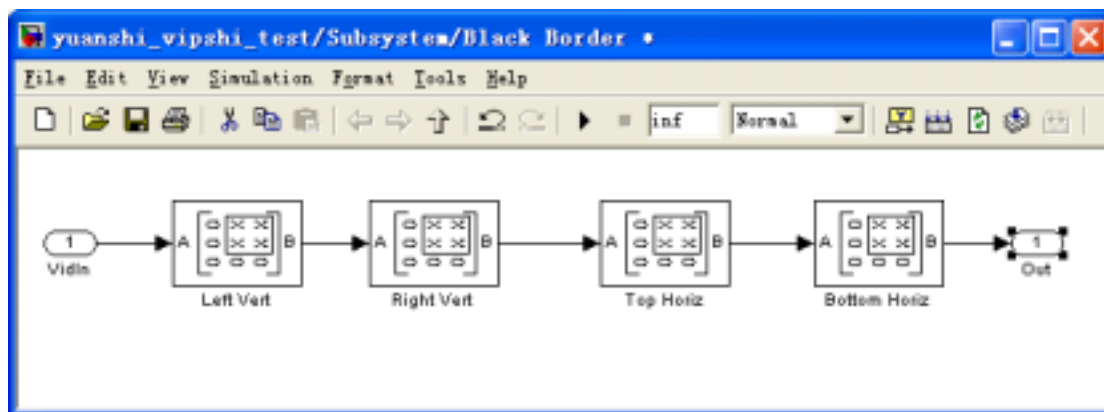 yuanshi_vipshi_test/Subsystem/Black Border *
File Edit View Simulation Format Tools Help
inf Normal
1 A B A B A B A B 1
VidIn Left Vert Right Vert Top Horiz Bottom Horiz Out